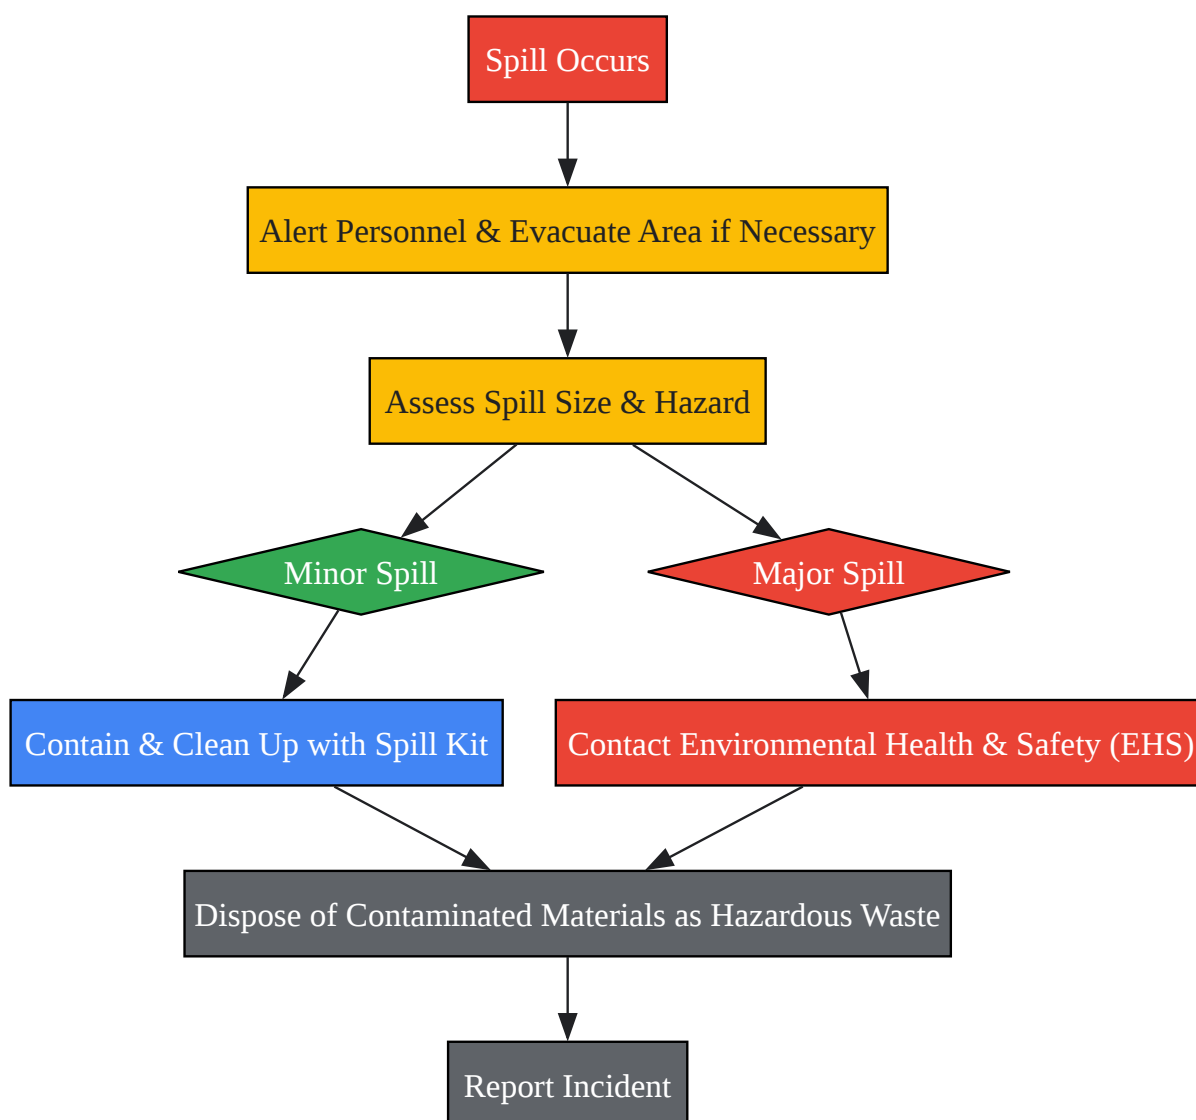 Spill Occurs
Alert Personnel & Evacuate Area if Necessary
Assess Spill Size & Hazard
Minor Spill
Major Spill
Contain & Clean Up with Spill Kit
Contact Environmental Health & Safety (EHS)
Dispose of Contaminated Materials as Hazardous Waste
Report Incident